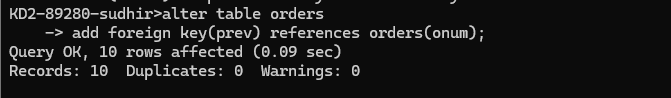 KD2-89280-sudhir>alter table orders
    -> add foreign key(prev) references orders(onum);
Query OK, 10 rows affected (0.09 sec)
Records: 10  Duplicates: 0  Warnings: 0